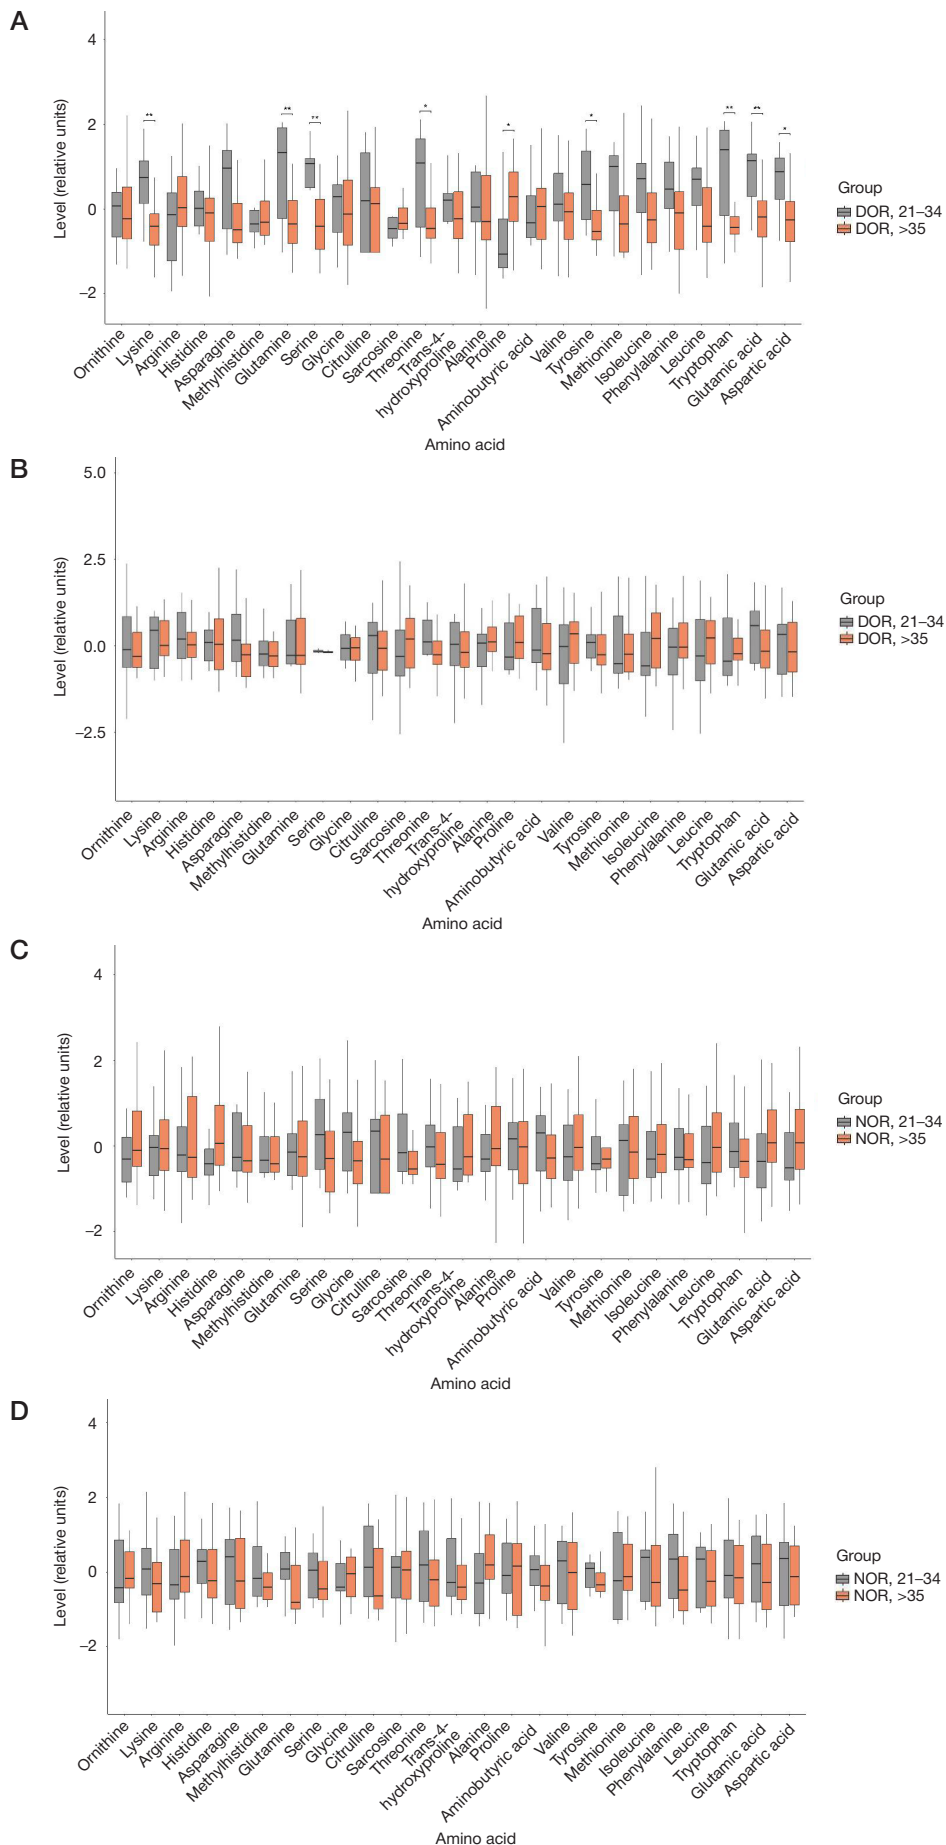 A
Level (relative units)
4
2
0
−2
** ** ** * * * ** ** *
Group
DOR, 21–34
DOR, >35
Ornithine
Lysine
Arginine
Histidine
Asparagine
Methylhistidine
Glutamine
Serine
Glycine
Citrulline
Sarcosine
Threonine
Trans-4-
hydroxyproline
Alanine
Proline
Aminobutyric acid
Valine
Tyrosine
Methionine
Isoleucine
Phenylalanine
Leucine
Tryptophan
Glutamic acid
Aspartic acid
Amino acid
B
Level (relative units)
5.0
2.5
0.0
−2.5
Group
DOR, 21–34
DOR, >35
Ornithine
Lysine
Arginine
Histidine
Asparagine
Methylhistidine
Glutamine
Serine
Glycine
Citrulline
Sarcosine
Threonine
Trans-4-
hydroxyproline
Alanine
Proline
Aminobutyric acid
Valine
Tyrosine
Methionine
Isoleucine
Phenylalanine
Leucine
Tryptophan
Glutamic acid
Aspartic acid
Amino acid
C
Level (relative units)
4
2
0
−2
Group
NOR, 21–34
NOR, >35
Ornithine
Lysine
Arginine
Histidine
Asparagine
Methylhistidine
Glutamine
Serine
Glycine
Citrulline
Sarcosine
Threonine
Trans-4-
hydroxyproline
Alanine
Proline
Aminobutyric acid
Valine
Tyrosine
Methionine
Isoleucine
Phenylalanine
Leucine
Tryptophan
Glutamic acid
Aspartic acid
Amino acid
D
Level (relative units)
4
2
0
−2
Group
NOR, 21–34
NOR, >35
Ornithine
Lysine
Arginine
Histidine
Asparagine
Methylhistidine
Glutamine
Serine
Glycine
Citrulline
Sarcosine
Threonine
Trans-4-
hydroxyproline
Alanine
Proline
Aminobutyric acid
Valine
Tyrosine
Methionine
Isoleucine
Phenylalanine
Leucine
Tryptophan
Glutamic acid
Aspartic acid
Amino acid